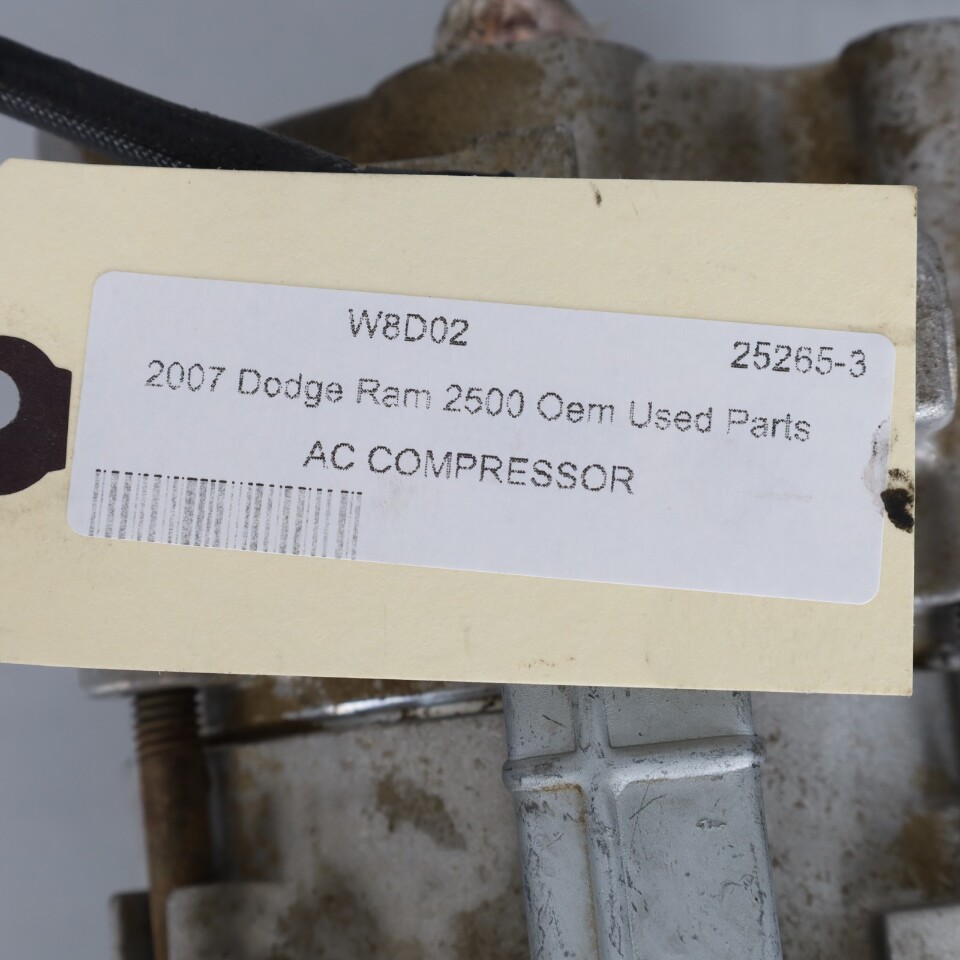 W8D02
25265-3
2007 Dodge Ram 2500 Oem Used Parts
AC COMPRESSOR